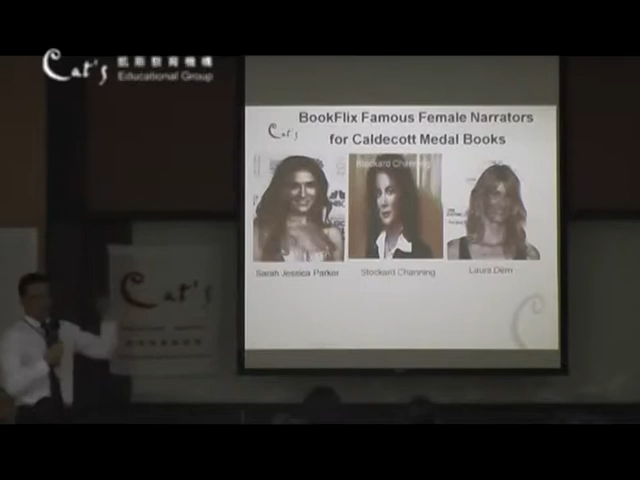 Cat's 凱斯教育機構
Educational Group
BookFlix Famous Female Narrators
for Caldecott Medal Books
Cat's
Stockard Channing
Sarah Jessica Parker
Stockard Channing
Laura Dern
Cat's